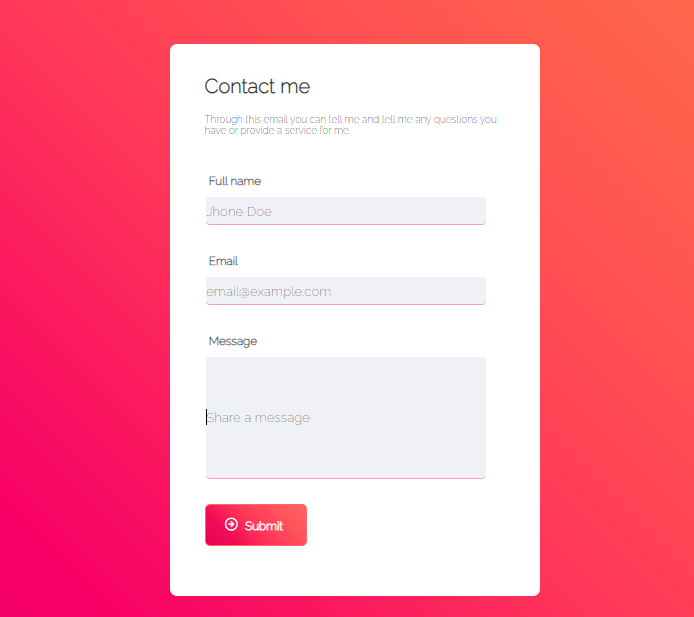 Contact me
Through this email you can tell me and tell me any questions you
have or provide a service for me.
Full name
Jhone Doe
Email
email@example.com
Message
Share a message
Submit